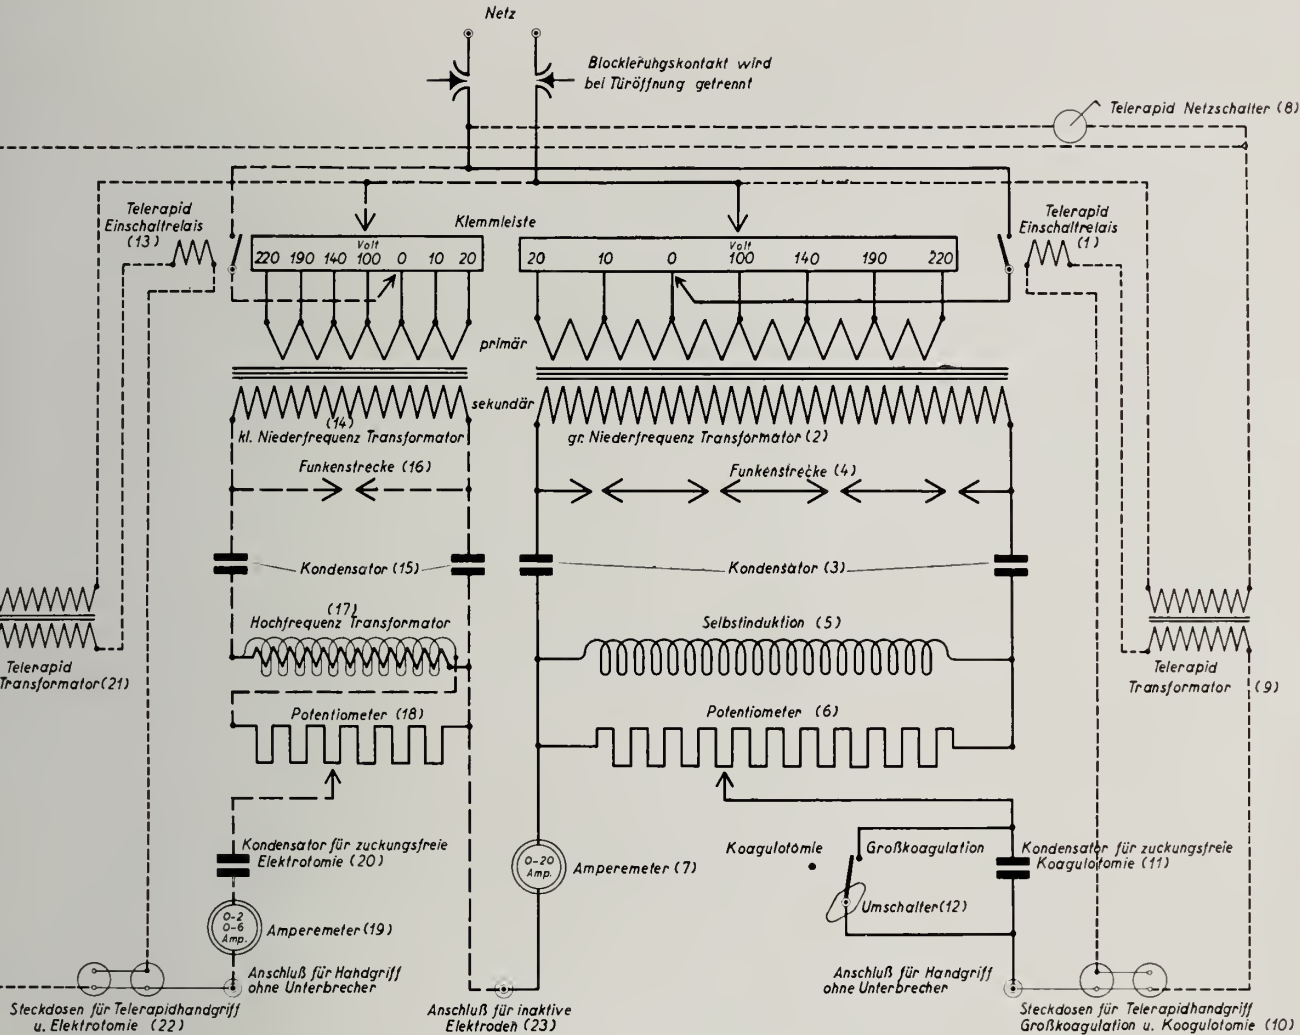 Netz
Blockieruhgskontakt wird
bei Türöffnung getrennt
Telerapid Netzschalter (8)
Telerapid
Einschaltrelais
(13)
Klemmleiste
Telerapid
Einschaltrelais
(1)
Volt
220 190 140 100 0 10 20
Volt
20 10 0 100 140 190 220
primär
sekundär
(14)
kl. Niederfrequenz Transformator
gr. Niederfrequenz Transformator (2)
Funkenstrecke (16)
Funkenstrecke (4)
Kondensator (15)
Kondensator (3)
(17)
Hochfrequenz Transformator
Selbstinduktion (5)
Telerapid
Transformator (21)
Telerapid
Transformator (9)
Potentiometer (18)
Potentiometer (6)
Kondensator für zuckungsfreie
Elektrotomie (20)
0-20
Amp.
Amperemeter (7)
Koagulotomie
Großkoagulation
Kondensator für zuckungsfreie
Koagulotomie (11)
Umschalter (12)
0-2
0-6
Amp.
Amperemeter (19)
Anschluß für Handgriff
ohne Unterbrecher
Anschluß für Handgriff
ohne Unterbrecher
Steckdosen für Telerapidhandgriff
u. Elektrotomie (22)
Anschluß für inaktive
Elektroden (23)
Steckdosen für Telerapidhandgriff
Großkoagulation u. Koagulotomie (10)